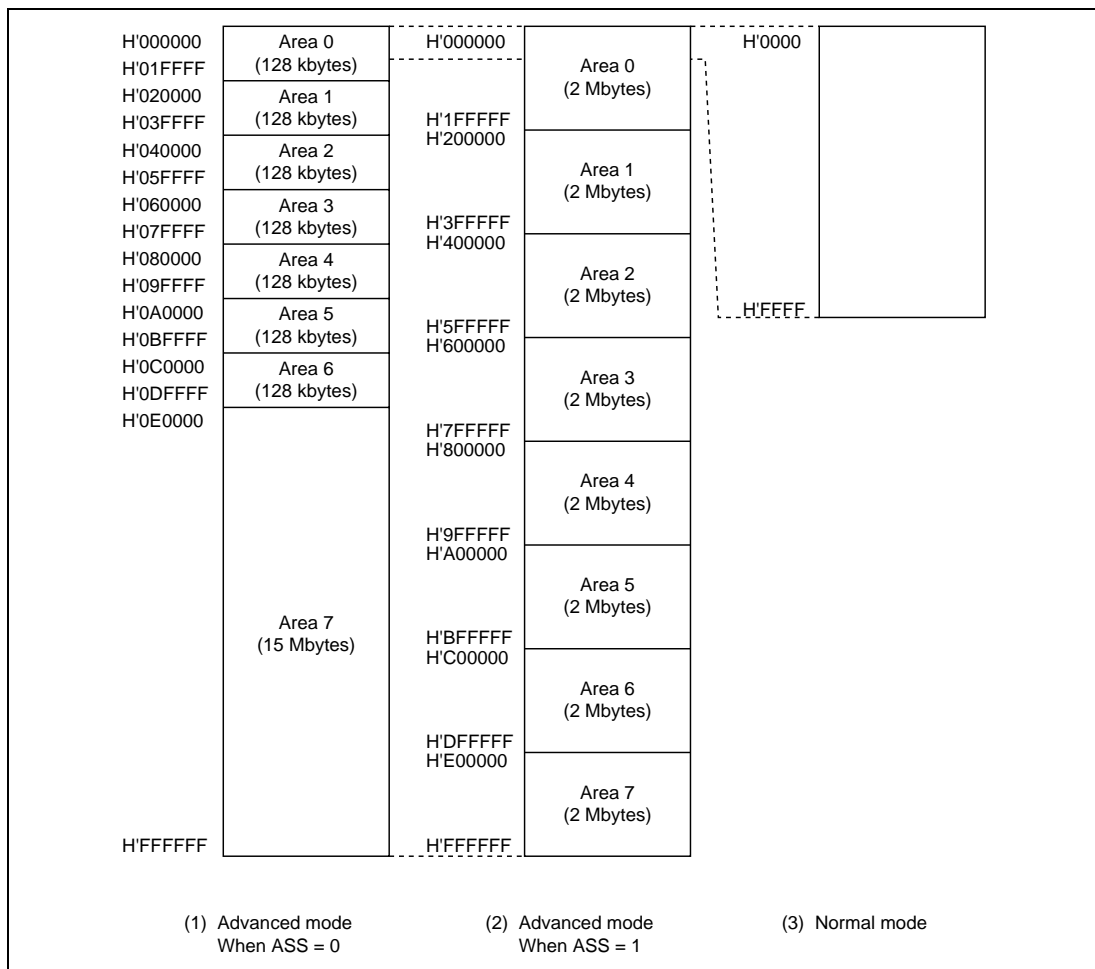 H'000000
H'01FFFF
H'020000
H'03FFFF
H'040000
H'05FFFF
H'060000
H'07FFFF
H'080000
H'09FFFF
H'0A0000
H'0BFFFF
H'0C0000
H'0DFFFF
H'0E0000
H'FFFFFF
Area 0
(128 kbytes)
Area 1
(128 kbytes)
Area 2
(128 kbytes)
Area 3
(128 kbytes)
Area 4
(128 kbytes)
Area 5
(128 kbytes)
Area 6
(128 kbytes)
Area 7
(15 Mbytes)
(1) Advanced mode
When ASS = 0
H'000000
H'1FFFFF
H'200000
H'3FFFFF
H'400000
H'5FFFFF
H'600000
H'7FFFFF
H'800000
H'9FFFFF
H'A00000
H'BFFFFF
H'C00000
H'DFFFFF
H'E00000
H'FFFFFF
Area 0
(2 Mbytes)
Area 1
(2 Mbytes)
Area 2
(2 Mbytes)
Area 3
(2 Mbytes)
Area 4
(2 Mbytes)
Area 5
(2 Mbytes)
Area 6
(2 Mbytes)
Area 7
(2 Mbytes)
(2) Advanced mode
When ASS = 1
H'0000
H'FFFF
(3) Normal mode